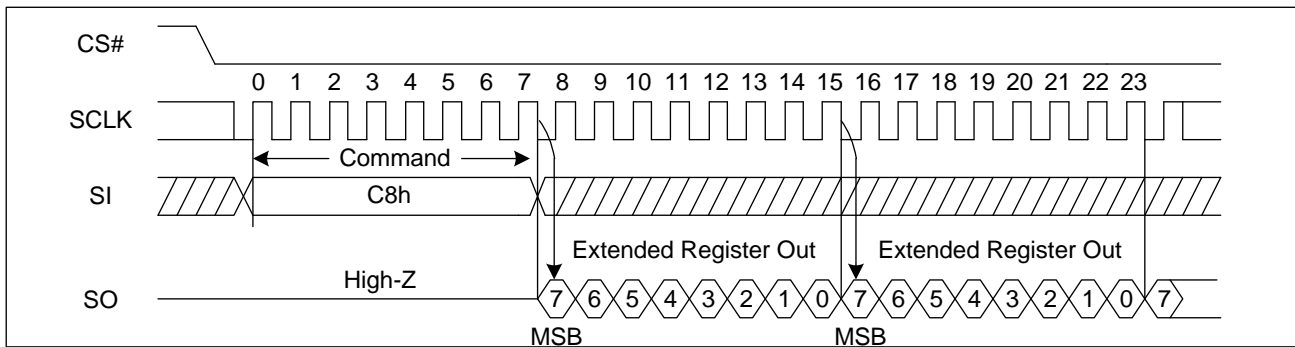 CS#
0 1 2 3 4 5 6 7 8 9 10 11 12 13 14 15 16 17 18 19 20 21 22 23
SCLK
Command
SI
C8h
Extended Register Out Extended Register Out
High-Z
SO
7 6 5 4 3 2 1 0 7 6 5 4 3 2 1 0 7
MSB MSB